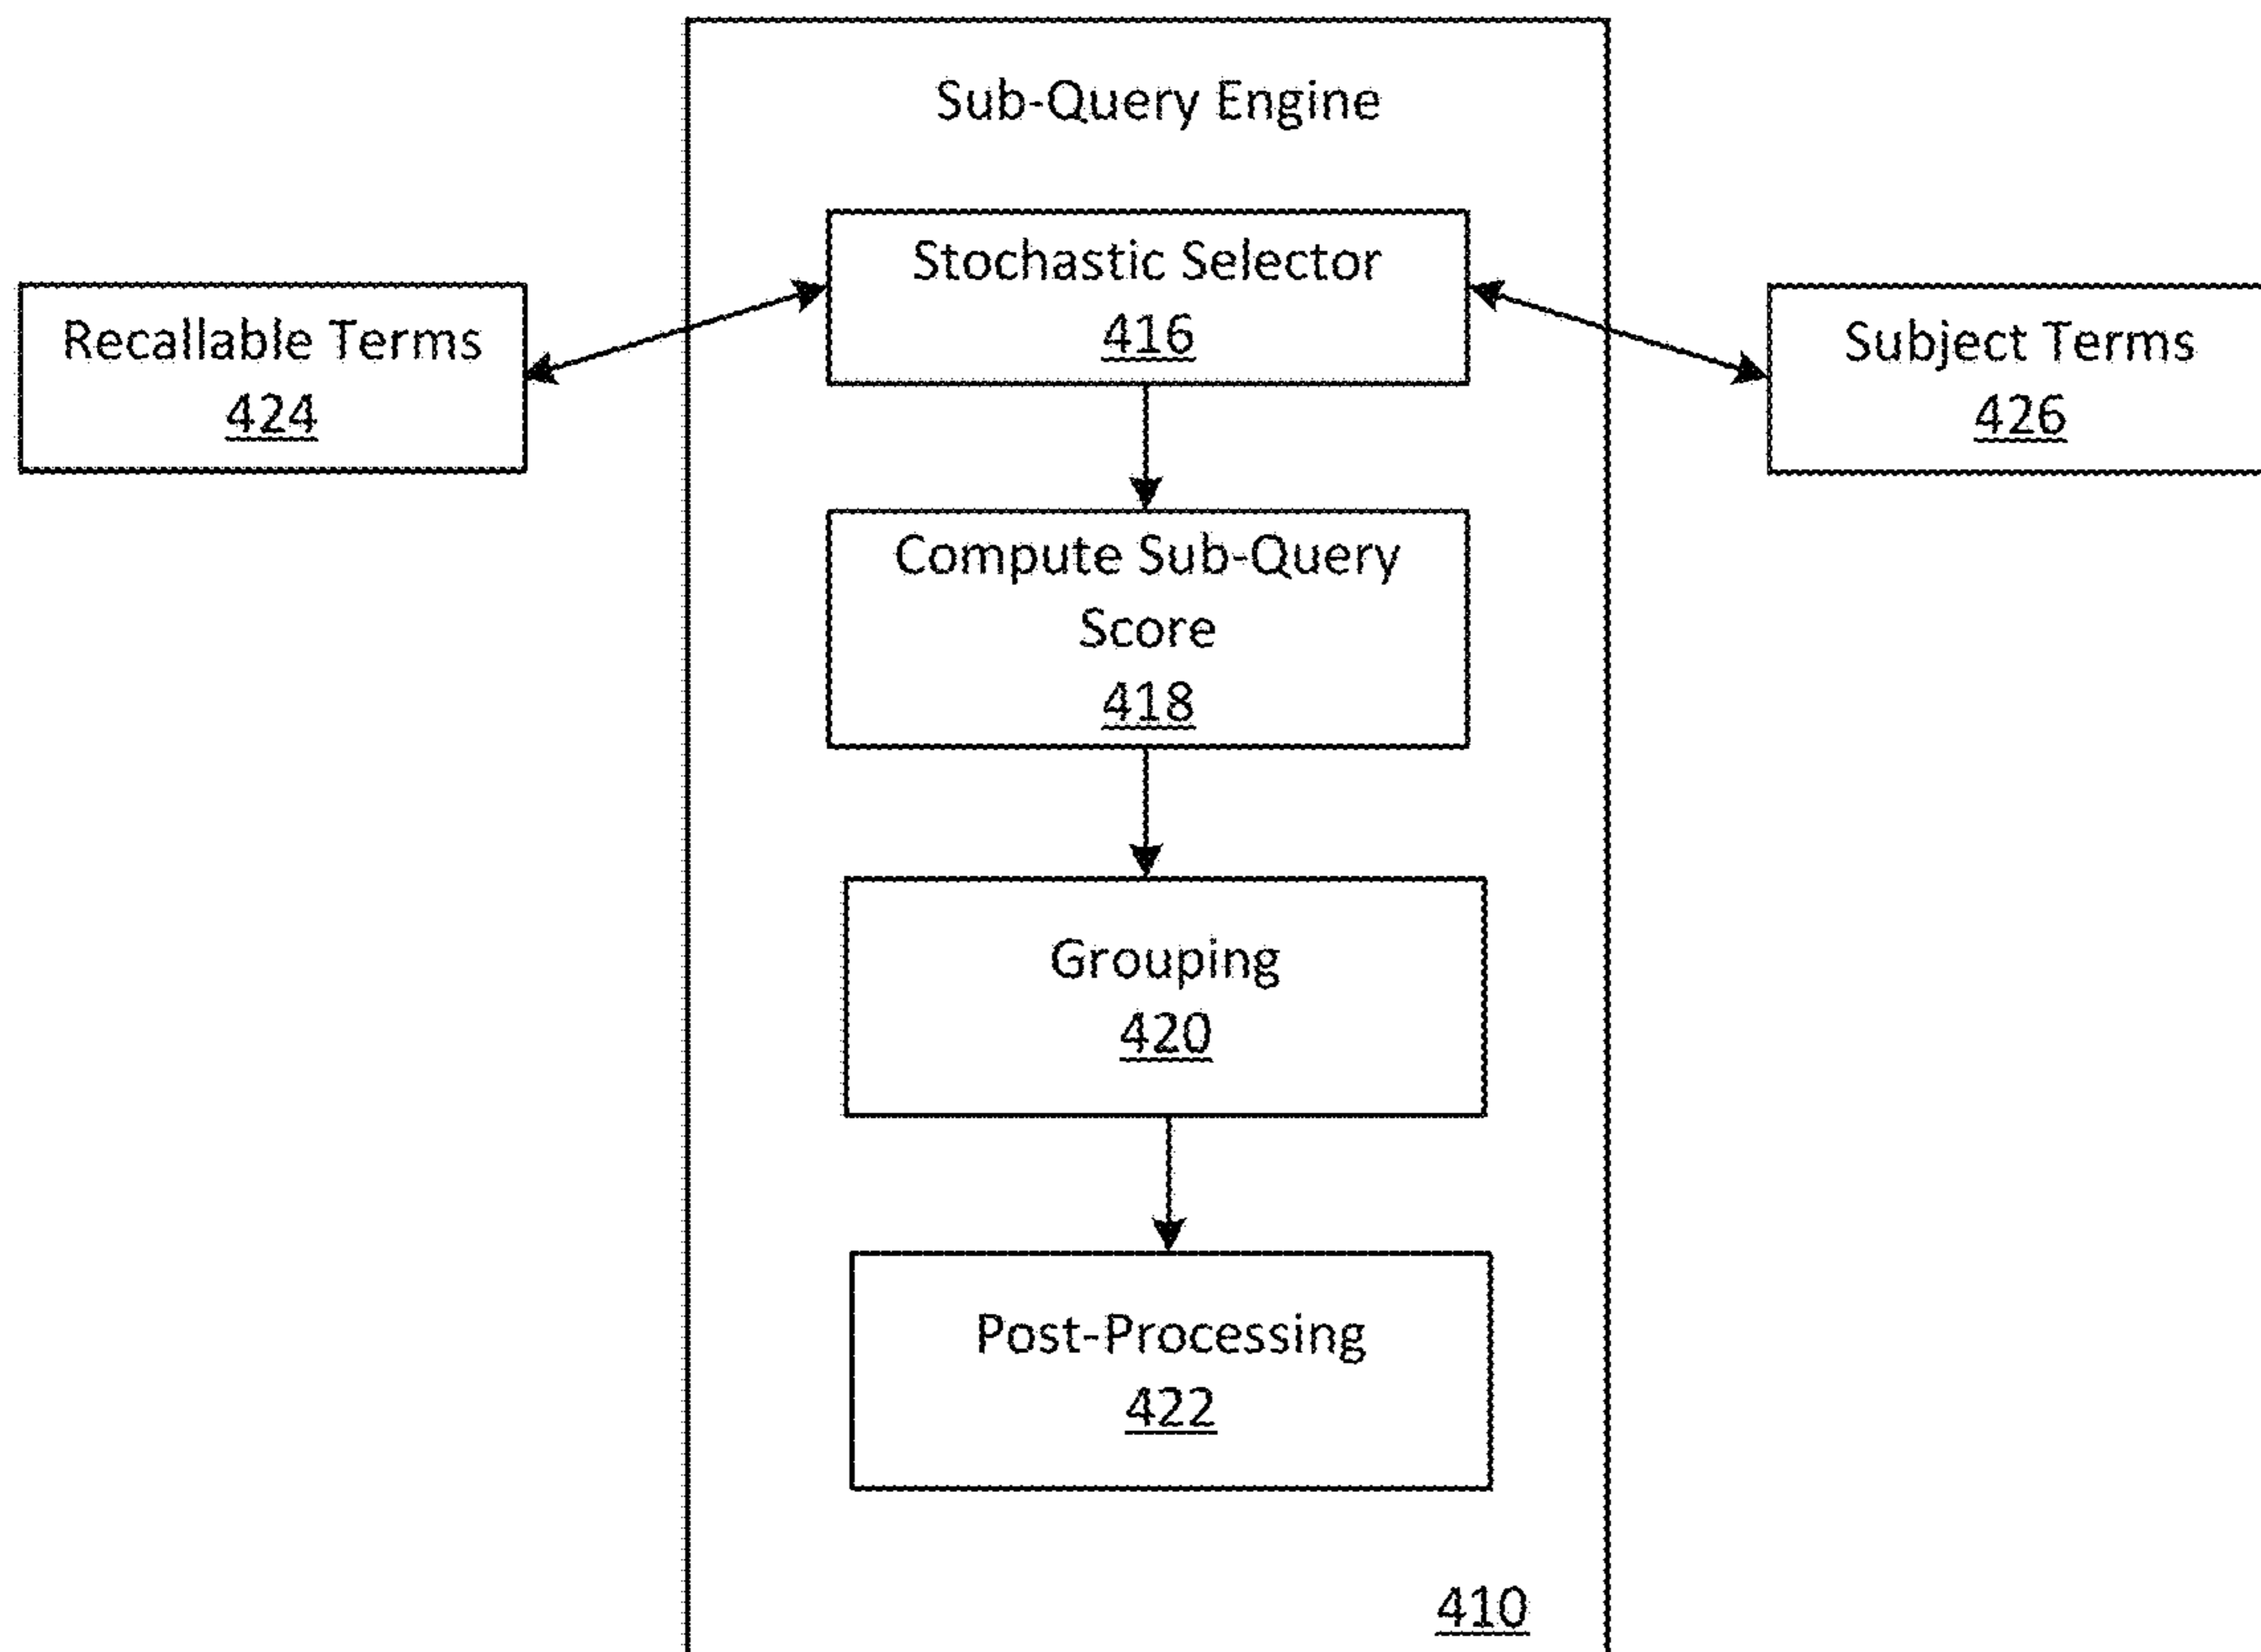 Sub-Query Engine
Stochastic Selector
416
Recallable Terms
424
Subject Terms
426
Compute Sub-Query
Score
418
Grouping
420
Post-Processing
422
410